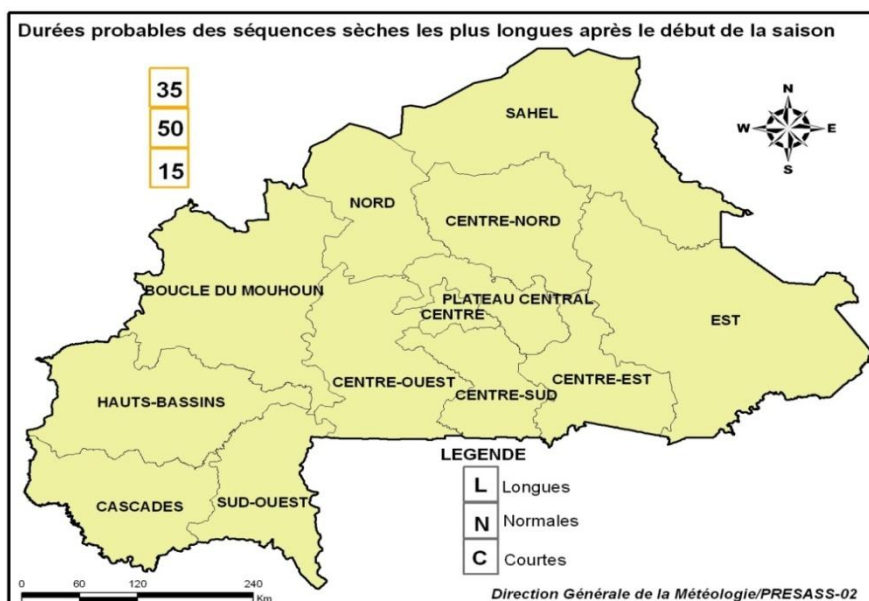 Durées probables des séquences sèches les plus longues après le début de la saison
35
50
15
N
W E
S
SAHEL
NORD
CENTRE-NORD
BOUCLE DU MOUHOUN
PLATEAU CENTRAL
CENTRE
EST
CENTRE-OUEST
CENTRE-EST
CENTRE-SUD
HAUTS-BASSINS
CASCADES
SUD-OUEST
LEGENDE
L Longues
N Normales
C Courtes
0 60 120 240
Km
Direction Générale de la Météologie/PRESASS-02